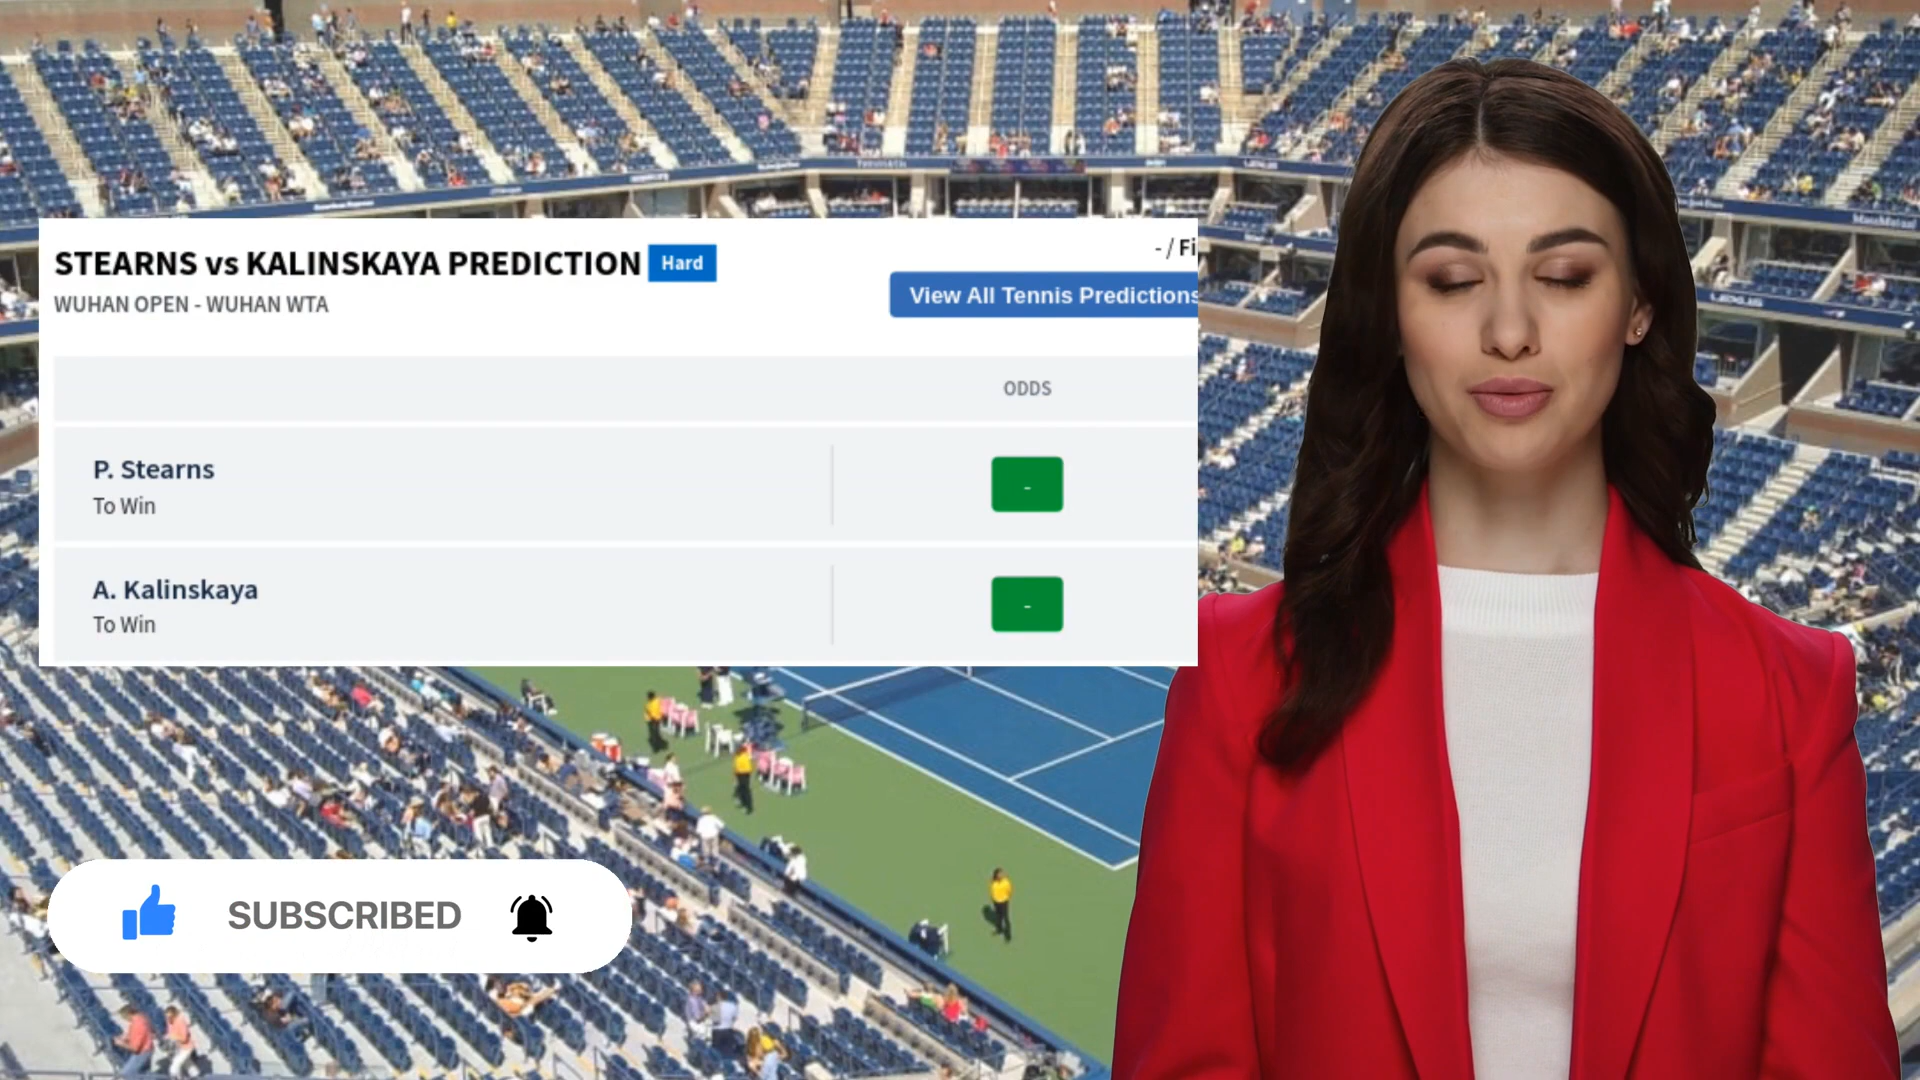 STEARNS vs KALINSKAYA PREDICTION Hard
- / Fi
WUHAN OPEN - WUHAN WTA
View All Tennis Predictions
ODDS
P. Stearns
To Win
-
A. Kalinskaya
To Win
-
SUBSCRIBED